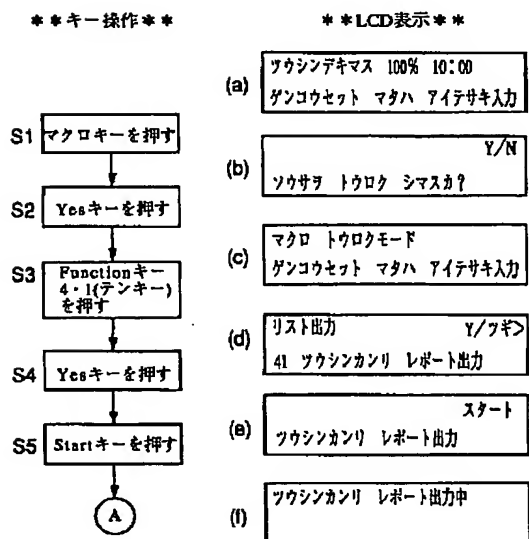 **キー操作**
**LCD表示**
(a)
ツウシンデキマス 100% 10:00
ゲンコウセット マタハ アイテサキ入力
S1 マクロキーを押す
(b)
Y/N
ソウサヲ トウロク シマスカ?
S2 Yesキーを押す
(c)
マクロ トウロクモード
ゲンコウセット マタハ アイテサキ入力
S3 Functionキー
4・1(テンキー)
を押す
(d)
リスト出力 Y/ツギ>
41 ツウシンカンリ レポート出力
S4 Yesキーを押す
(e)
スタート
ツウシンカンリ レポート出力
S5 Startキーを押す
(f)
ツウシンカンリ レポート出力中
A